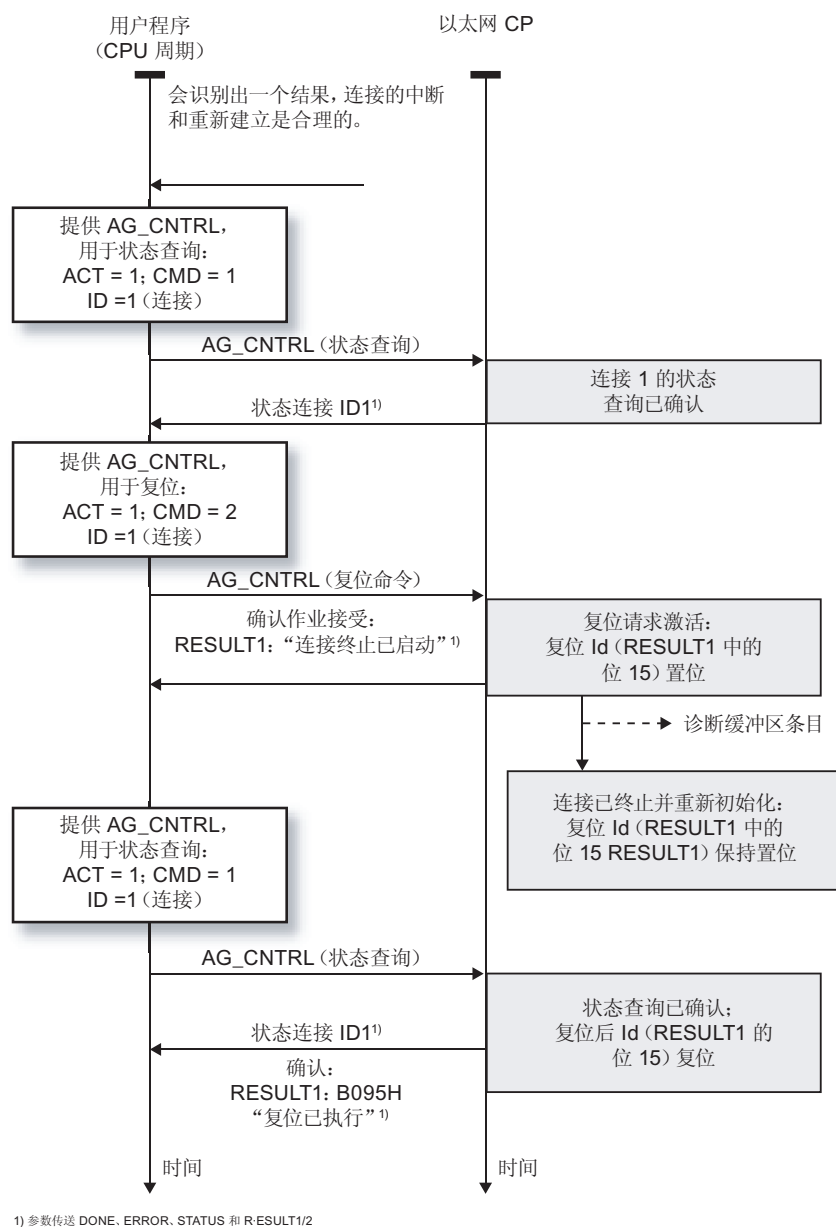 用户程序
（CPU 周期）
以太网 CP
会识别出一个结果，连接的中断
和重新建立是合理的。
提供 AG_CNTRL，
用于状态查询：
ACT = 1; CMD = 1
ID =1（连接）
AG_CNTRL（状态查询）
连接 1 的状态
查询已确认
状态连接 ID1¹⁾
提供 AG_CNTRL，
用于复位：
ACT = 1; CMD = 2
ID =1（连接）
AG_CNTRL（复位命令）
确认作业接受：
RESULT1：“连接终止已启动”¹⁾
复位请求激活：
复位 Id（RESULT1 中的
位 15）置位
诊断缓冲区条目
连接已终止并重新初始化：
复位 Id（RESULT1 中的
位 15 RESULT1）保持置位
提供 AG_CNTRL，
用于状态查询：
ACT = 1; CMD = 1
ID =1（连接）
AG_CNTRL（状态查询）
状态查询已确认；
复位后 Id（RESULT1 的
位 15）复位
状态连接 ID1¹⁾
确认：
RESULT1: B095H
“复位已执行”¹⁾
时间
时间
1) 参数传送 DONE、ERROR、STATUS 和 R·ESULT1/2